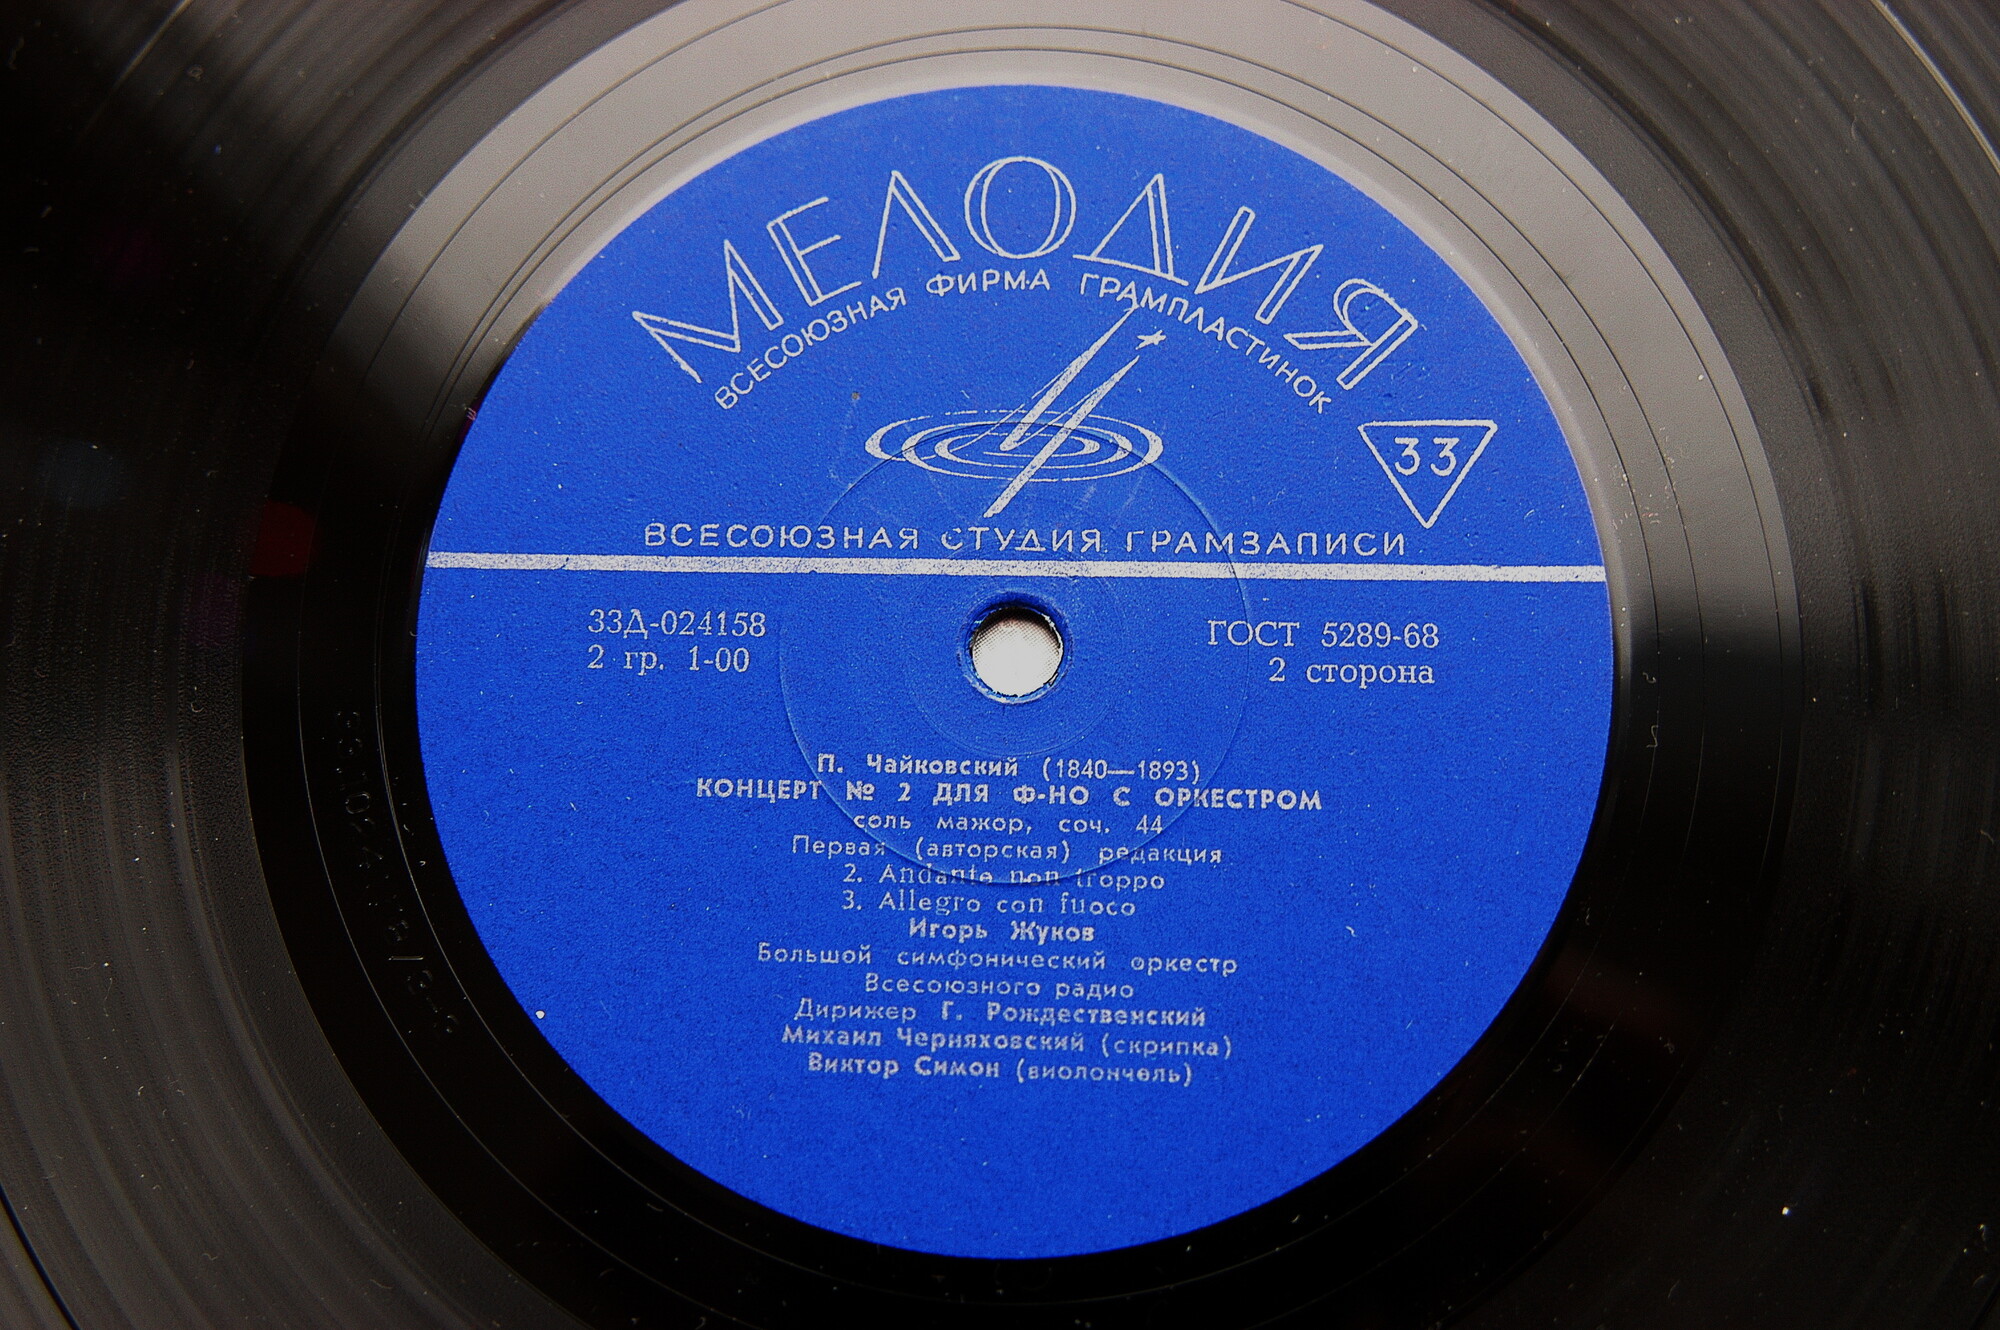 МЕЛОДИЯ
ВСЕСОЮЗНАЯ ФИРМА ГРАМПЛАСТИНОК
33
ВСЕСОЮЗНАЯ СТУДИЯ ГРАМЗАПИСИ
33Д-024158
2 гр. 1-00
ГОСТ 5289-68
2 сторона
П. Чайковский (1840—1893)
КОНЦЕРТ № 2 ДЛЯ Ф-НО С ОРКЕСТРОМ
соль мажор, соч. 44
Первая (авторская) редакция
2. Andante non troppo
3. Allegro con fuoco
Игорь Жуков
Большой симфонический оркестр
Всесоюзного радио
Дирижер Г. Рождественский
Михаил Черняховский (скрипка)
Виктор Симон (виолончель)